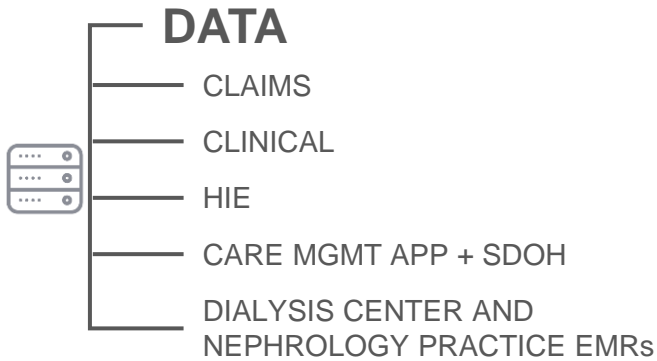 DATA
CLAIMS
CLINICAL
HIE
CARE MGMT APP + SDOH
DIALYSIS CENTER AND
NEPHROLOGY PRACTICE EMRs